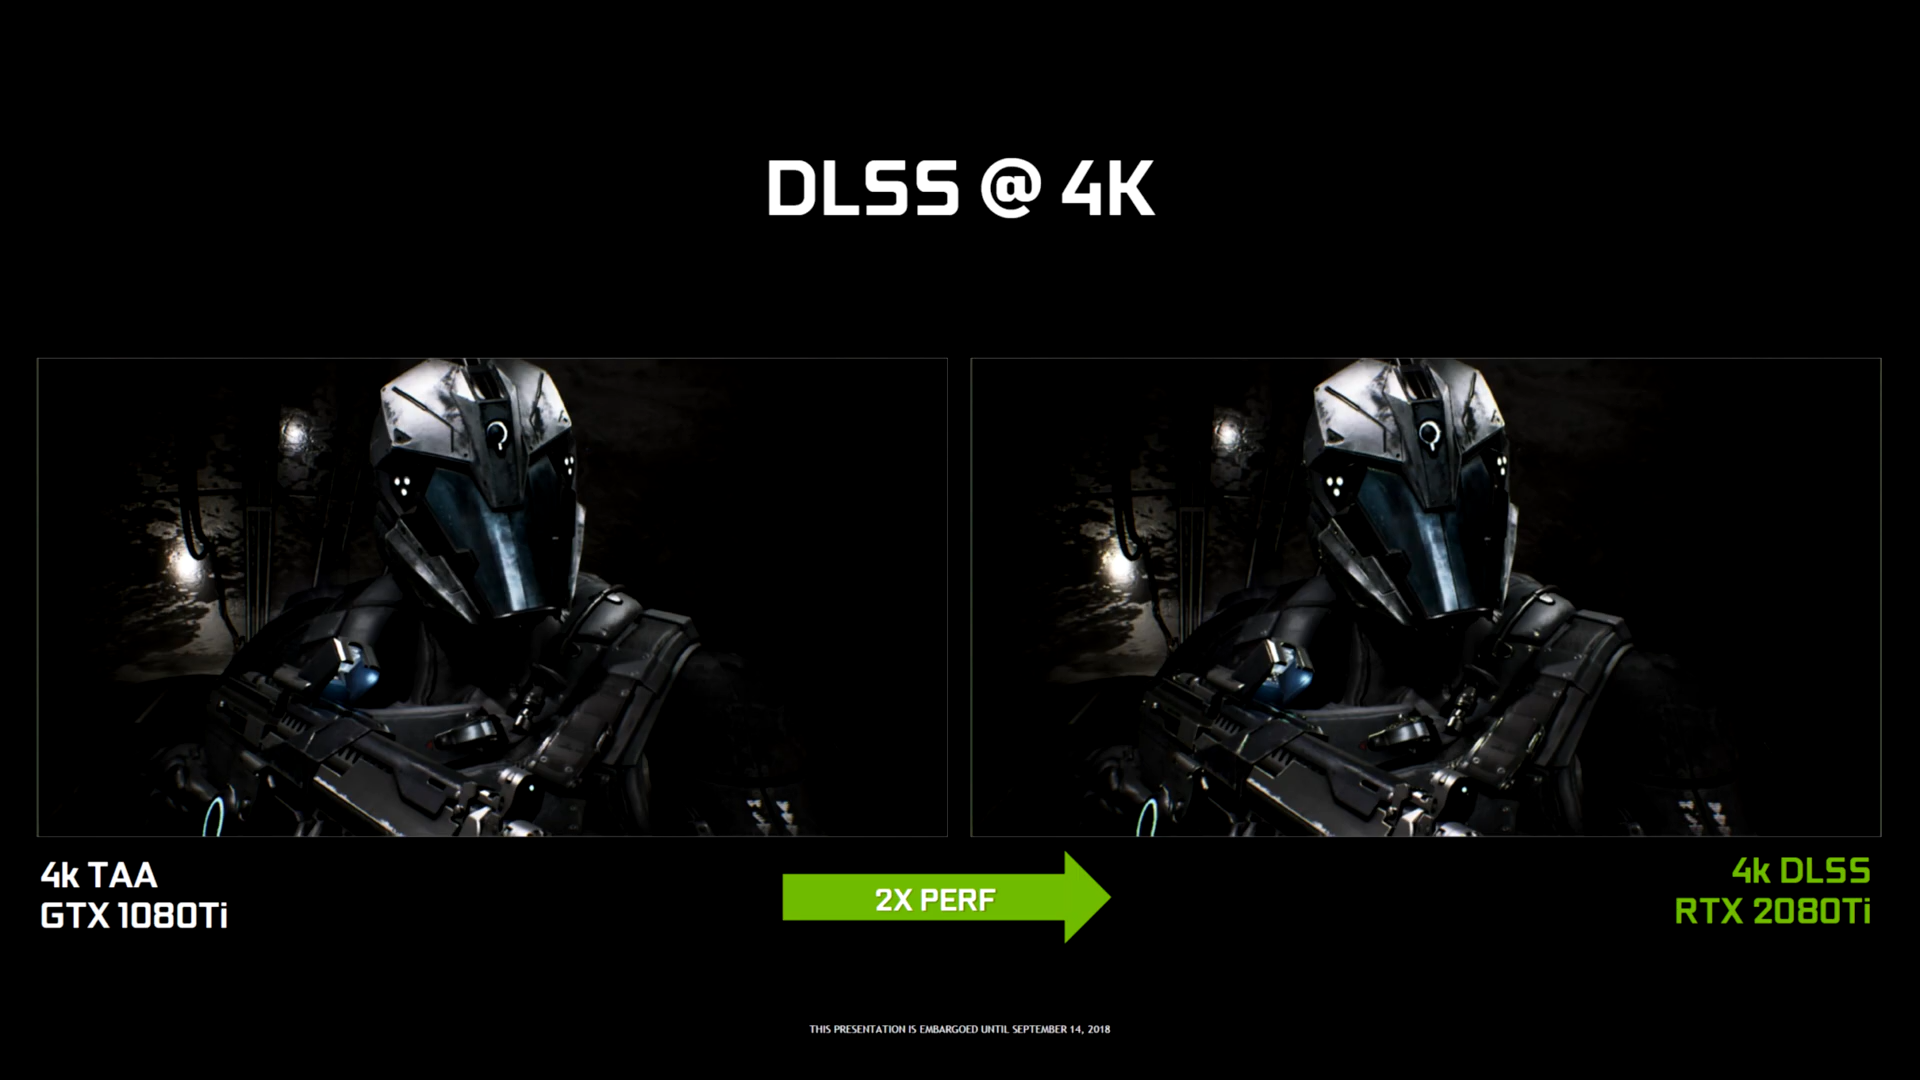 DLSS @ 4K
4k TAA
GTX 1080Ti
2X PERF
4k DLSS
RTX 2080Ti
THIS PRESENTATION IS EMBARGOED UNTIL SEPTEMBER 14, 2018